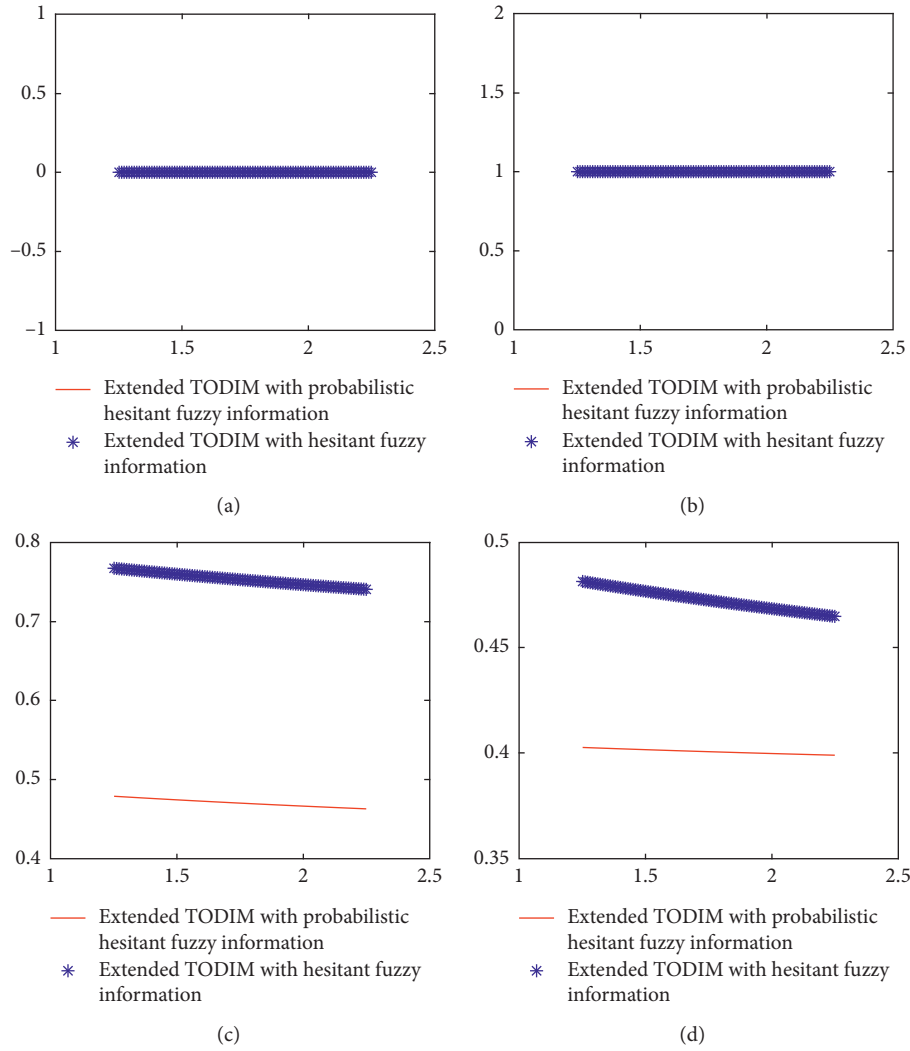 1
0.5
0
−0.5
−1
1
1.5
2
2.5
Extended TODIM with probabilistic
hesitant fuzzy information
Extended TODIM with hesitant fuzzy
information
(a)
2
1.5
1
0.5
0
1
1.5
2
2.5
Extended TODIM with probabilistic
hesitant fuzzy information
Extended TODIM with hesitant fuzzy
information
(b)
0.8
0.7
0.6
0.5
0.4
1
1.5
2
2.5
Extended TODIM with probabilistic
hesitant fuzzy information
Extended TODIM with hesitant fuzzy
information
(c)
0.5
0.45
0.4
0.35
1
1.5
2
2.5
Extended TODIM with probabilistic
hesitant fuzzy information
Extended TODIM with hesitant fuzzy
information
(d)